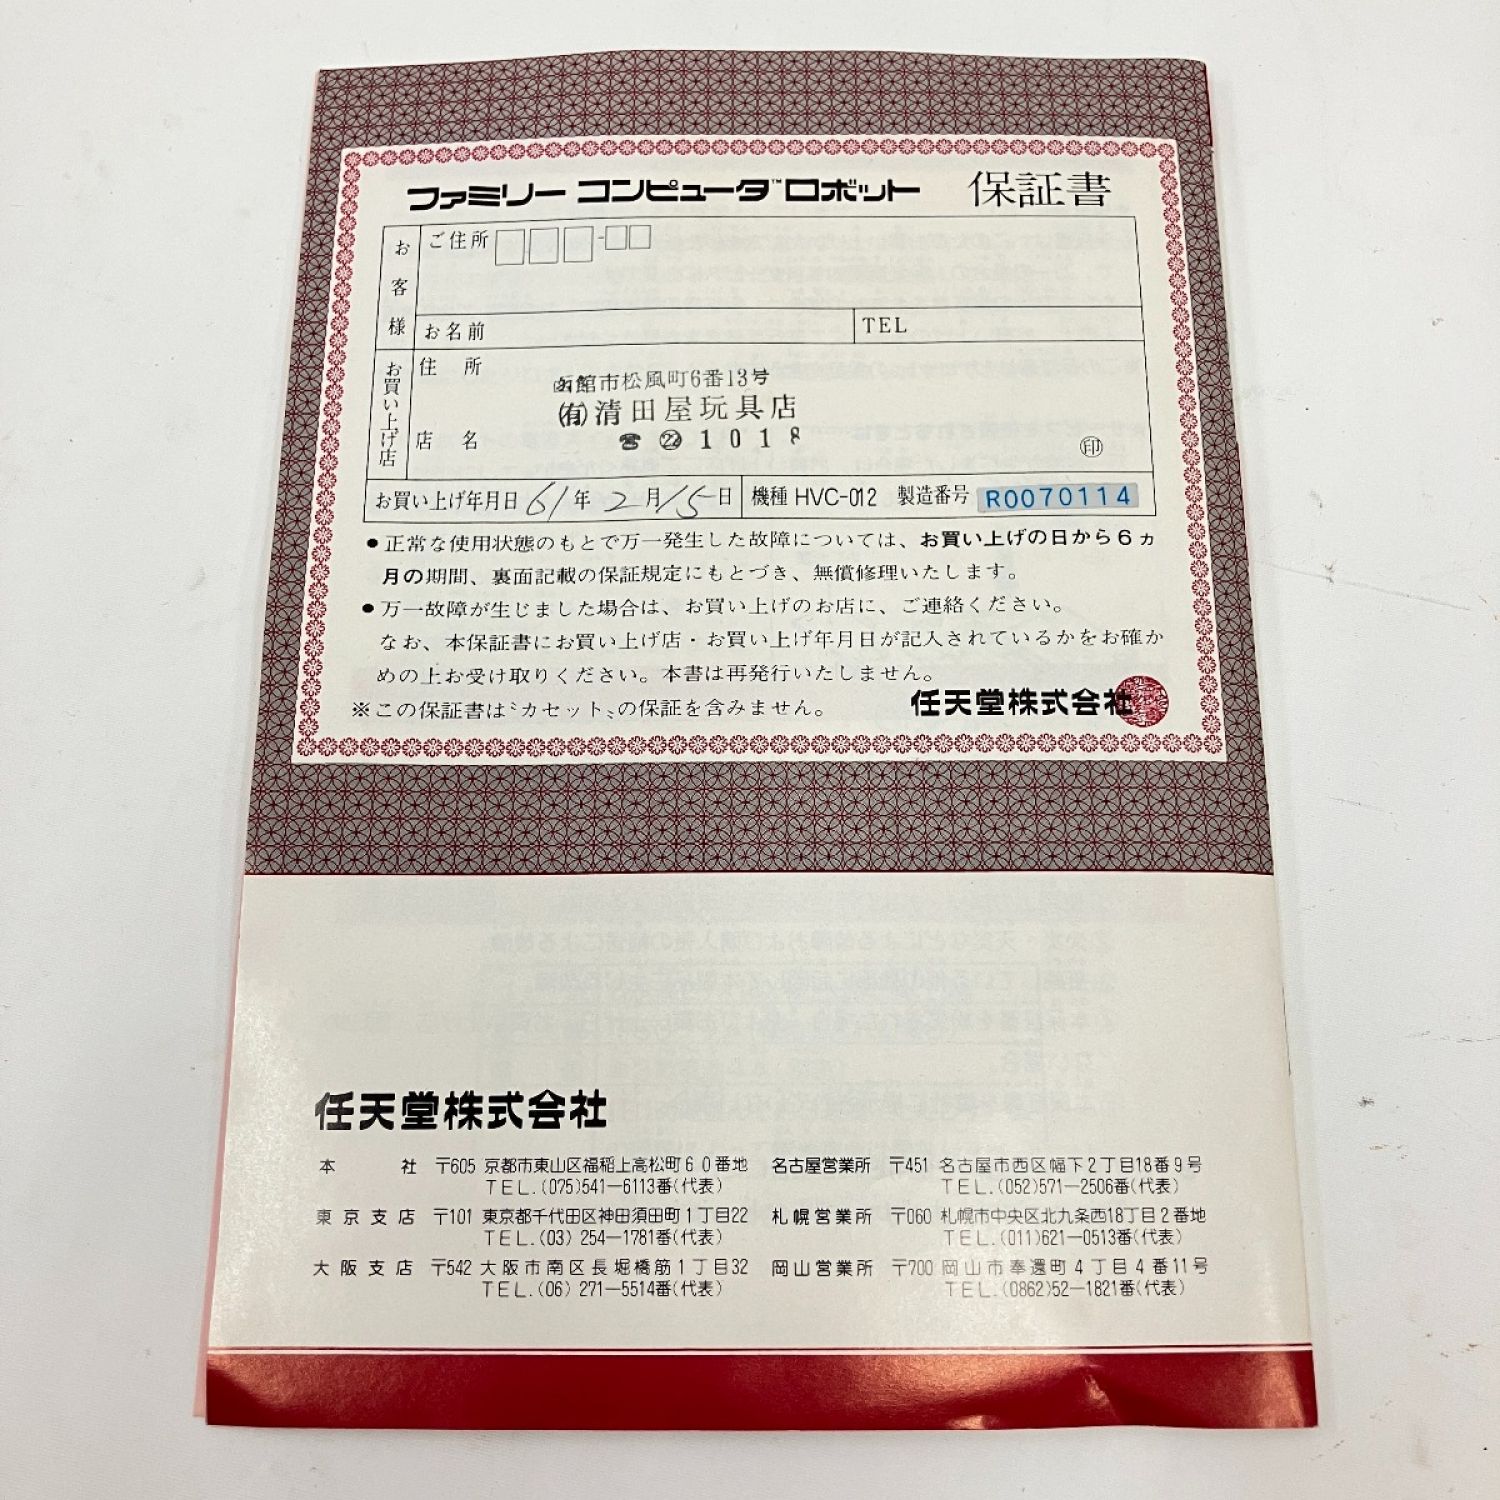 ファミリー コンピュータ™ ロボット 保証書
お客様 ご住所 □□□-□□
お名前 TEL
お買い上げ店 住所 函館市松風町6番13号
㈲清田屋玩具店
店名 ☎ ㉒ 1018 ㊞
お買い上げ年月日 61年 2月 15日 機種 HVC-012 製造番号 R0070114
●正常な使用状態のもとで万一発生した故障については、お買い上げの日から6ヵ
月の期間、裏面記載の保証規定にもとづき、無償修理いたします。
●万一故障が生じました場合は、お買い上げのお店に、ご連絡ください。
なお、本保証書にお買い上げ店・お買い上げ年月日が記入されているかをお確か
めの上お受け取りください。本書は再発行いたしません。
※この保証書は〝カセット〟の保証を含みません。
任天堂株式会社
任天堂株式会社
本社 〒605 京都市東山区福稲上高松町60番地
TEL.(075)541-6113番(代表)
東京支店 〒101 東京都千代田区神田須田町1丁目22
TEL.(03) 254-1781番(代表)
大阪支店 〒542 大阪市南区長堀橋筋1丁目32
TEL.(06) 271-5514番(代表)
名古屋営業所 〒451 名古屋市西区幅下2丁目18番9号
TEL.(052)571-2506番(代表)
札幌営業所 〒060 札幌市中央区北九条西18丁目2番地
TEL.(011)621-0513番(代表)
岡山営業所 〒700 岡山市奉還町4丁目4番11号
TEL.(0862)52-1821番(代表)